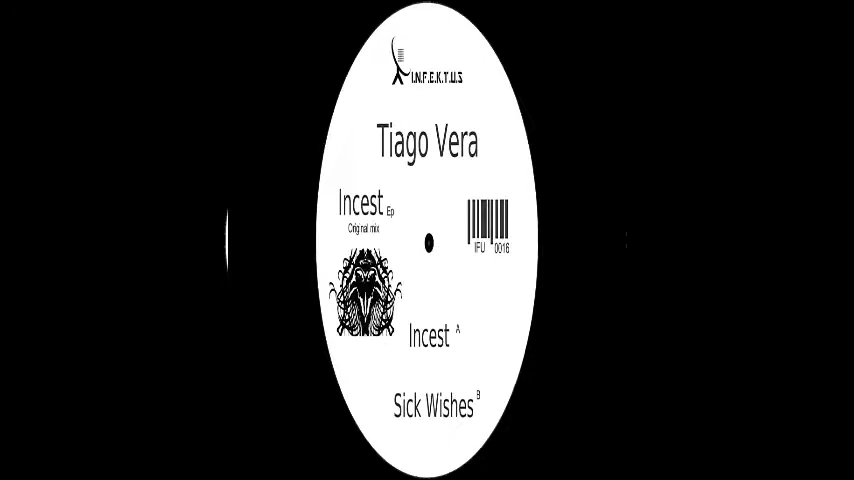 I.N.F.E.K.T.U.S
Tiago Vera
Incest Ep
Original mix
IFU 0016
Incest A
Sick Wishes B